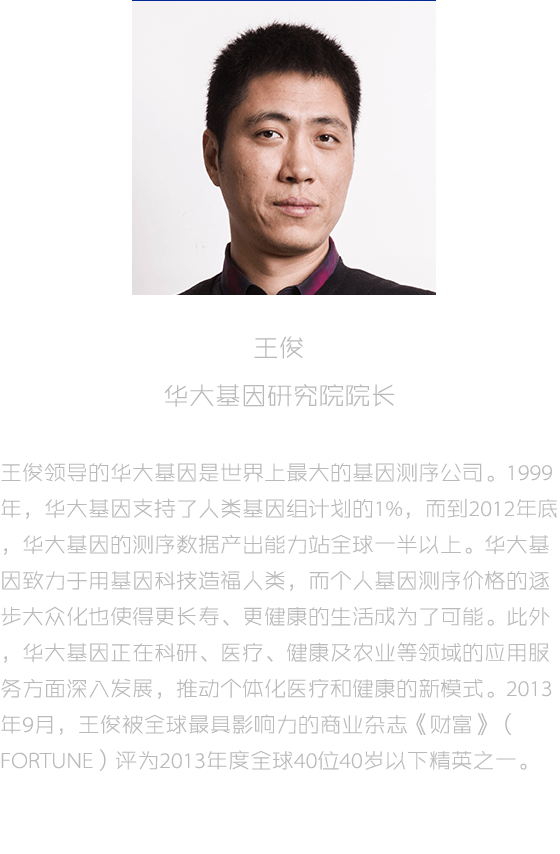 王俊
华大基因研究院院长
王俊领导的华大基因是世界上最大的基因测序公司。1999
年，华大基因支持了人类基因组计划的1%，而到2012年底
，华大基因的测序数据产出能力站全球一半以上。华大基
因致力于用基因科技造福人类，而个人基因测序价格的逐
步大众化也使得更长寿、更健康的生活成为了可能。此外
，华大基因正在科研、医疗、健康及农业等领域的应用服
务方面深入发展，推动个体化医疗和健康的新模式。2013
年9月，王俊被全球最具影响力的商业杂志《财富》（
FORTUNE）评为2013年度全球40位40岁以下精英之一。